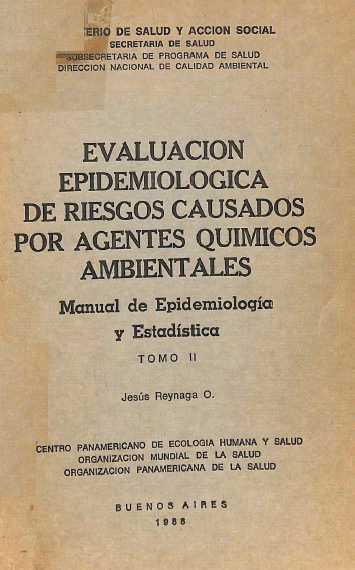 ERIO DE SALUD Y ACCION SOCIAL
SECRETARIA DE SALUD
SUBSECRETARIA DE PROGRAMA DE SALUD
DIRECCION NACIONAL DE CALIDAD AMBIENTAL
EVALUACION
EPIDEMIOLOGICA
DE RIESGOS CAUSADOS
POR AGENTES QUIMICOS
AMBIENTALES
Manual de Epidemiología
y Estadística
TOMO II
Jesús Reynaga O.
CENTRO PANAMERICANO DE ECOLOGIA HUMANA Y SALUD
ORGANIZACION MUNDIAL DE LA SALUD
ORGANIZACION PANAMERICANA DE LA SALUD
BUENOS AIRES
1988